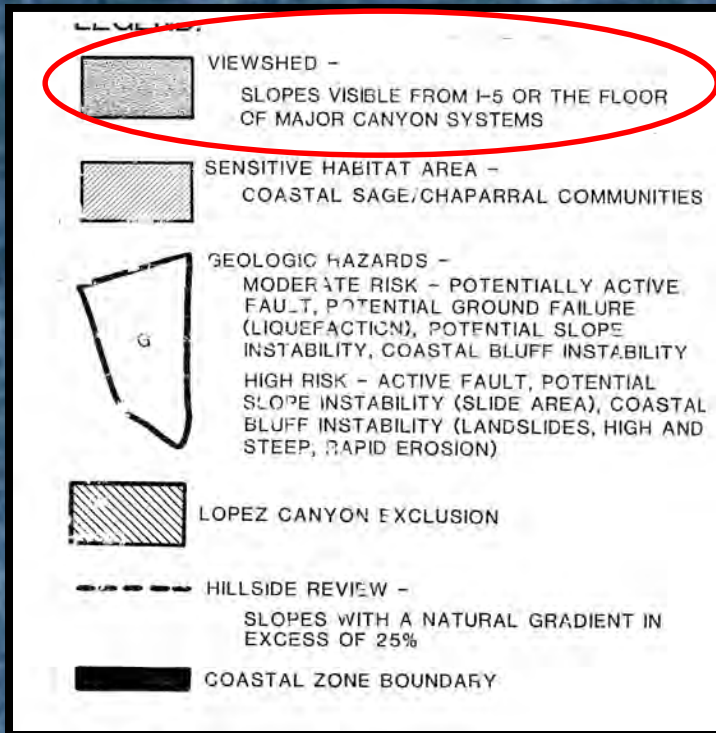 LEGEND:
VIEWSHED –
SLOPES VISIBLE FROM I-5 OR THE FLOOR
OF MAJOR CANYON SYSTEMS
SENSITIVE HABITAT AREA –
COASTAL SAGE/CHAPARRAL COMMUNITIES
GEOLOGIC HAZARDS –
MODERATE RISK – POTENTIALLY ACTIVE
FAULT, POTENTIAL GROUND FAILURE
(LIQUEFACTION), POTENTIAL SLOPE
INSTABILITY, COASTAL BLUFF INSTABILITY
HIGH RISK – ACTIVE FAULT, POTENTIAL
SLOPE INSTABILITY (SLIDE AREA), COASTAL
BLUFF INSTABILITY (LANDSLIDES, HIGH AND
STEEP, RAPID EROSION)
G
LOPEZ CANYON EXCLUSION
HILLSIDE REVIEW –
SLOPES WITH A NATURAL GRADIENT IN
EXCESS OF 25%
COASTAL ZONE BOUNDARY